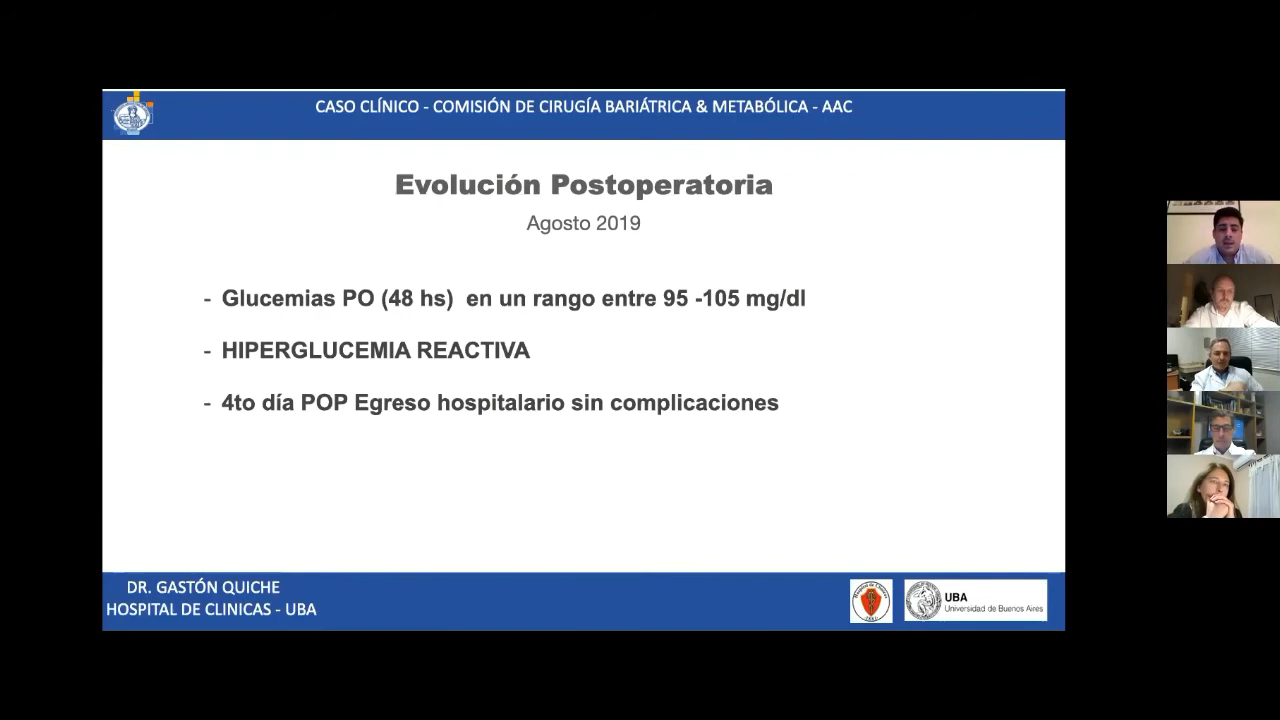 CASO CLÍNICO - COMISIÓN DE CIRUGÍA BARIÁTRICA & METABÓLICA - AAC
Evolución Postoperatoria
Agosto 2019
- Glucemias PO (48 hs) en un rango entre 95 -105 mg/dl
- HIPERGLUCEMIA REACTIVA
- 4to día POP Egreso hospitalario sin complicaciones
DR. GASTÓN QUICHE
HOSPITAL DE CLINICAS - UBA
UBA
Universidad de Buenos Aires